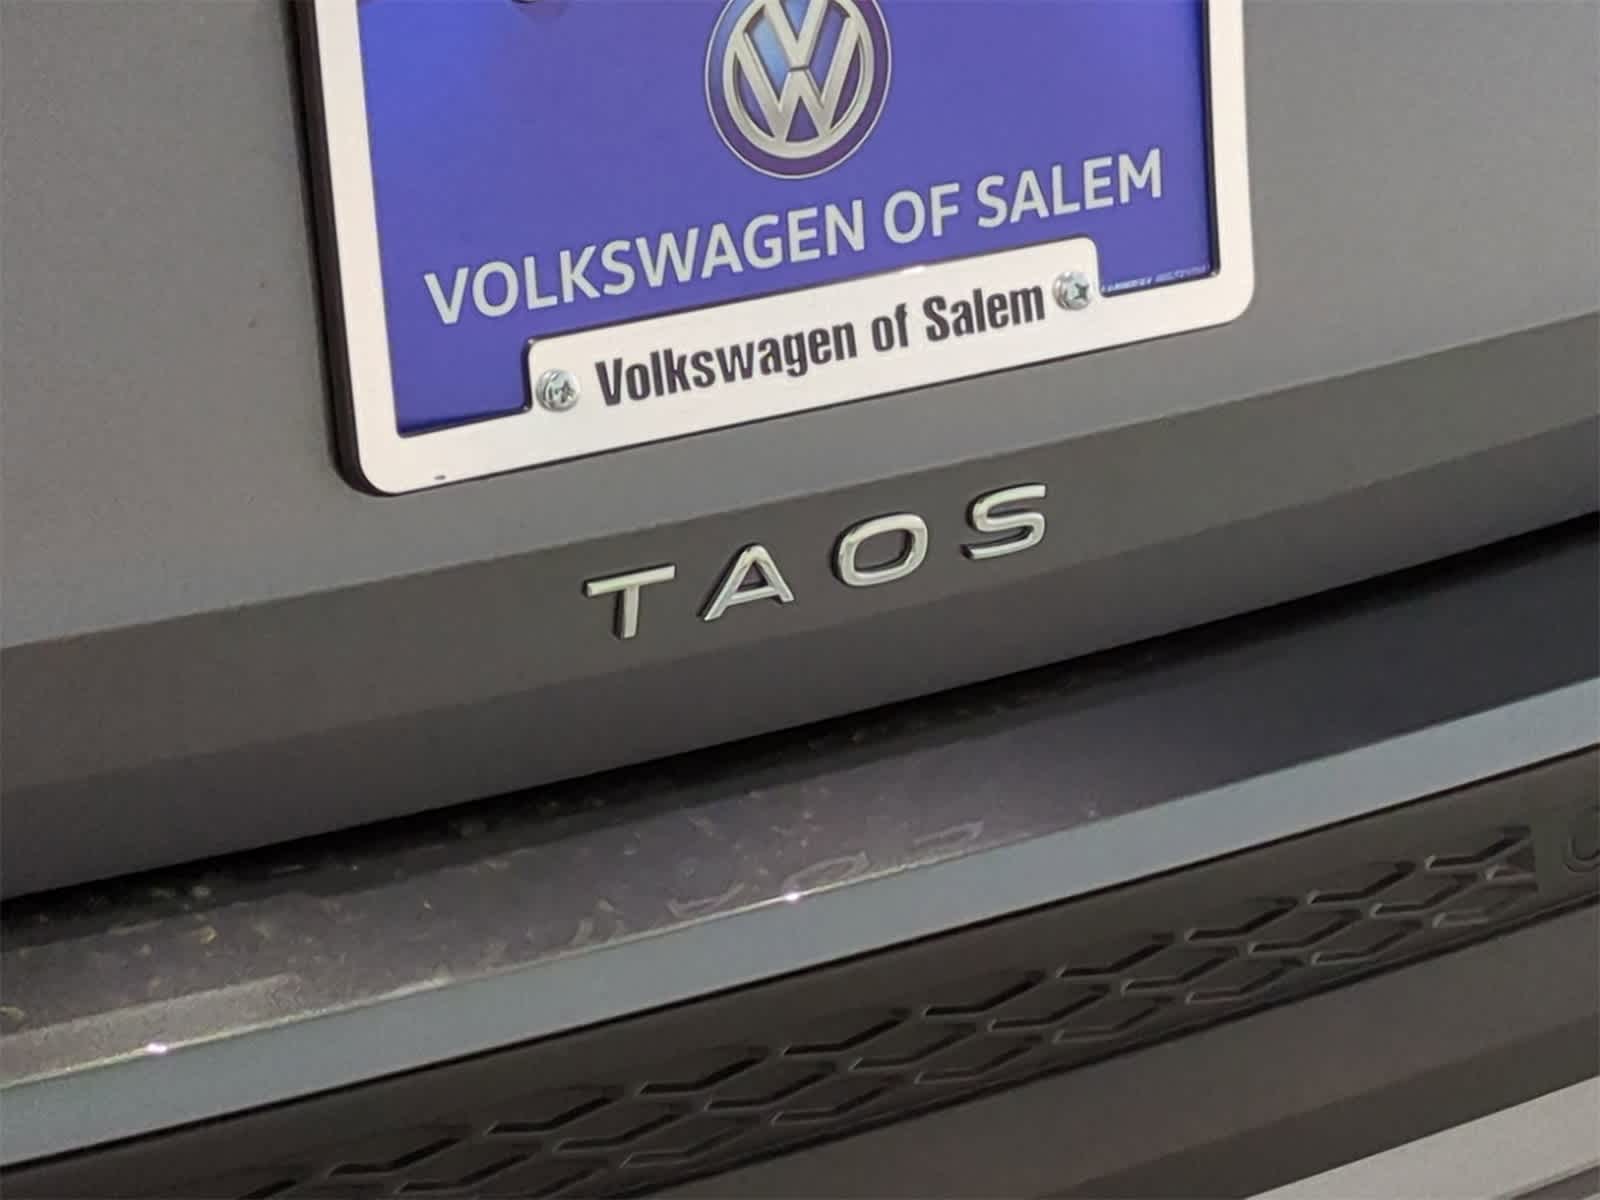 VOLKSWAGEN OF SALEM
Volkswagen of Salem
TAOS